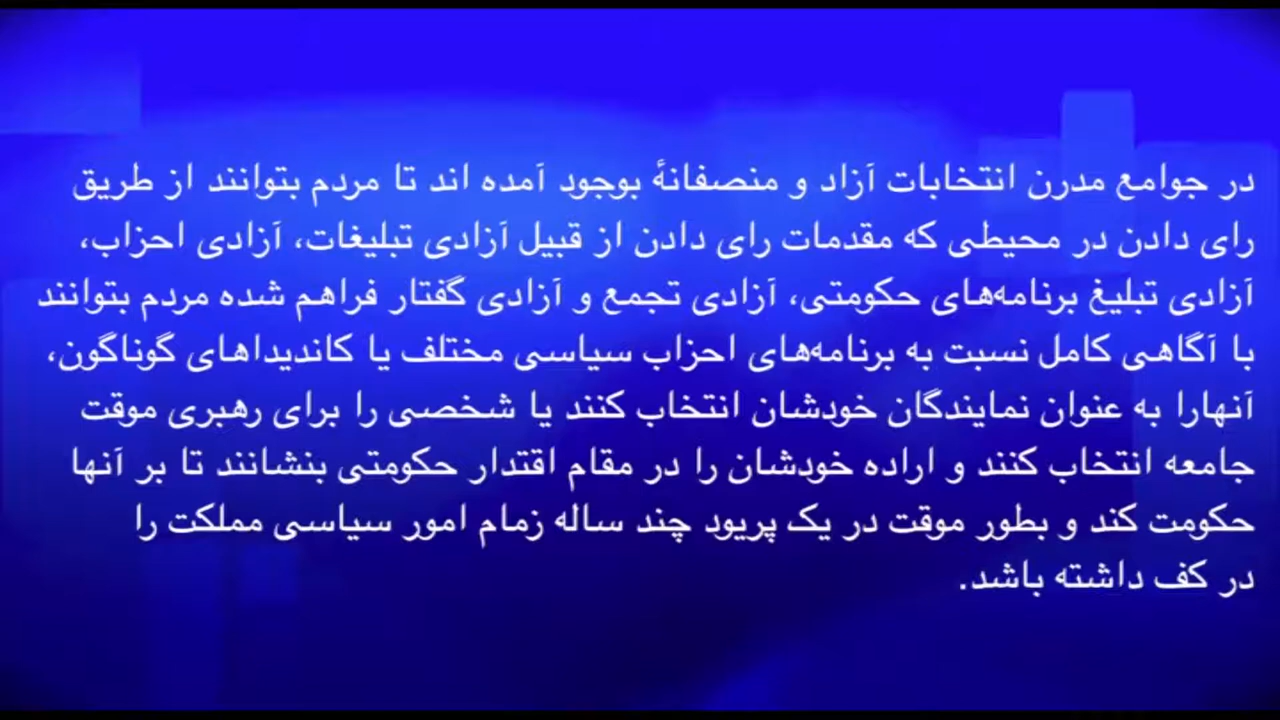 در جوامع مدرن انتخابات آزاد و منصفانهٔ بوجود آمده اند تا مردم بتوانند از طریق
رای دادن در محیطی که مقدمات رای دادن از قبیل آزادی تبلیغات، آزادی احزاب،
آزادی تبلیغ برنامه‌های حکومتی، آزادی تجمع و آزادی گفتار فراهم شده مردم بتوانند
با آگاهی کامل نسبت به برنامه‌های احزاب سیاسی مختلف یا کاندیداهای گوناگون،
آنهارا به عنوان نمایندگان خودشان انتخاب کنند یا شخصی را برای رهبری موقت
جامعه انتخاب کنند و اراده خودشان را در مقام اقتدار حکومتی بنشانند تا بر آنها
حکومت کند و بطور موقت در یک پریود چند ساله زمام امور سیاسی مملکت را
در کف داشته باشد.